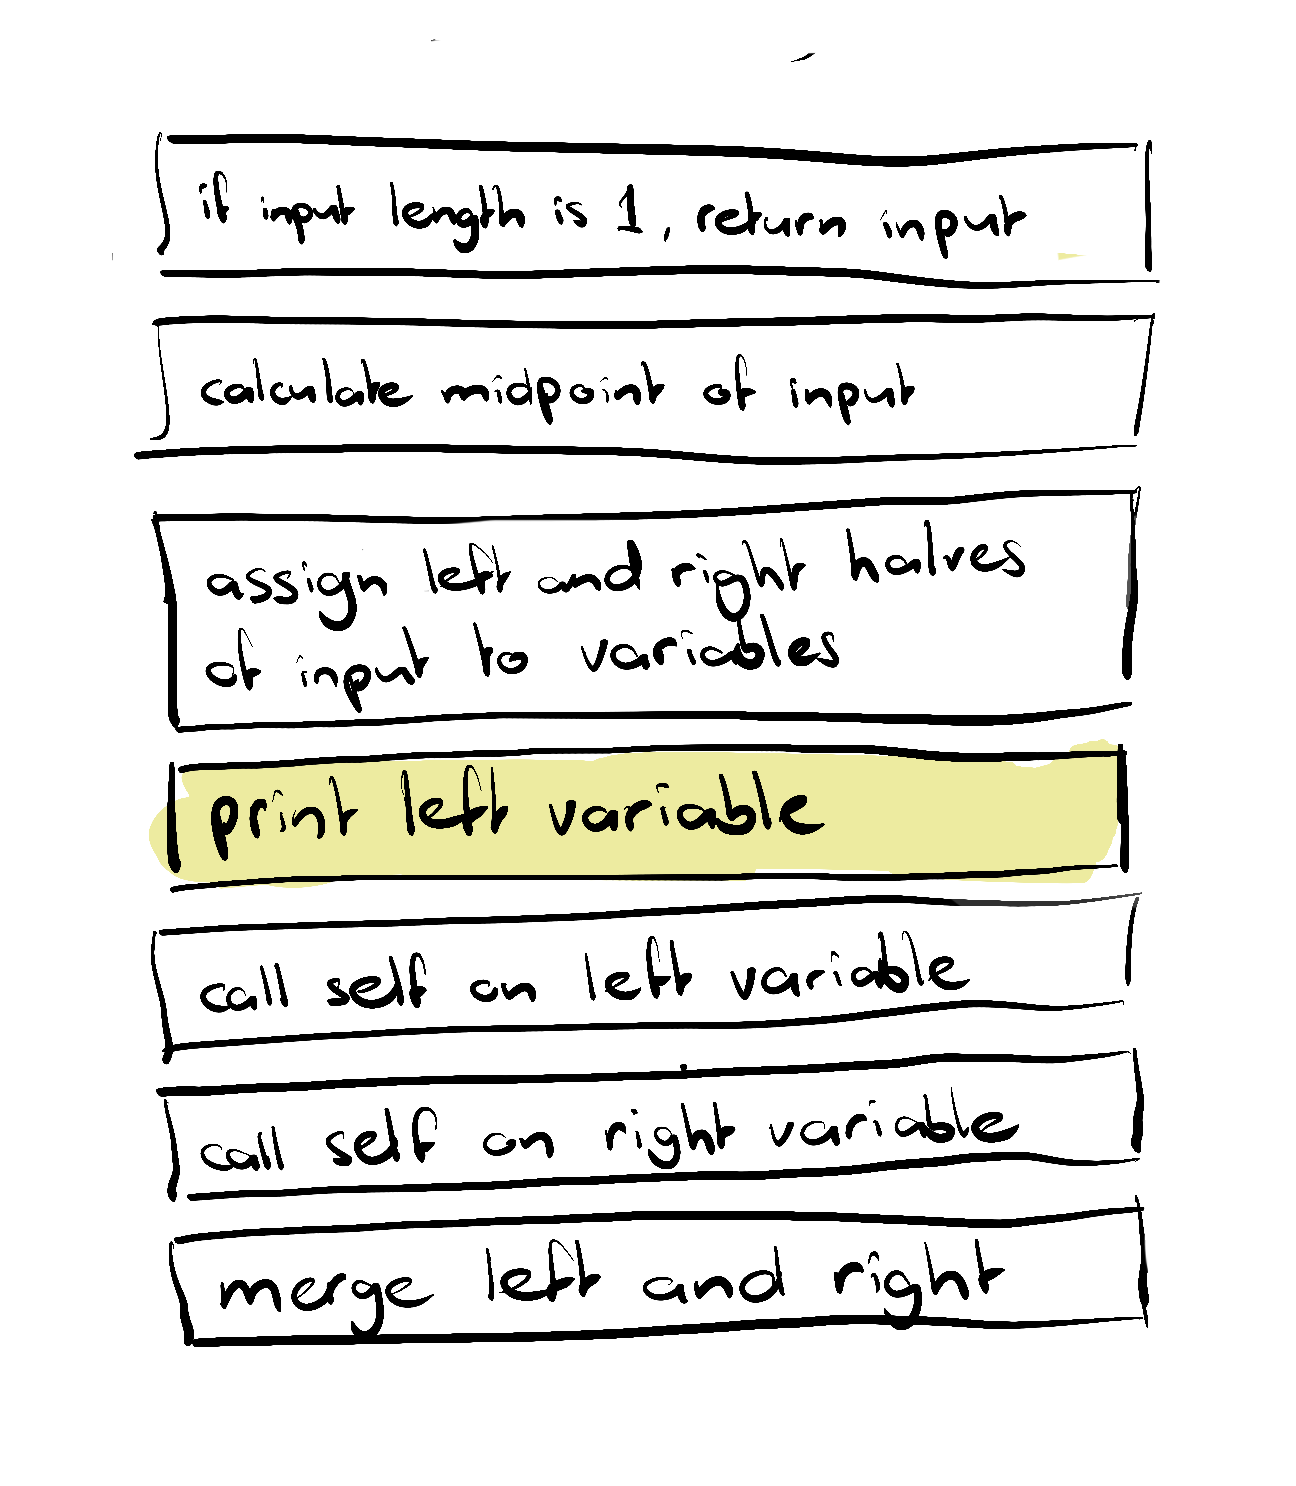 if input length is 1, return input
calculate midpoint of input
assign left and right halves
of input to variables
print left variable
call self on left variable
call self on right variable
merge left and right